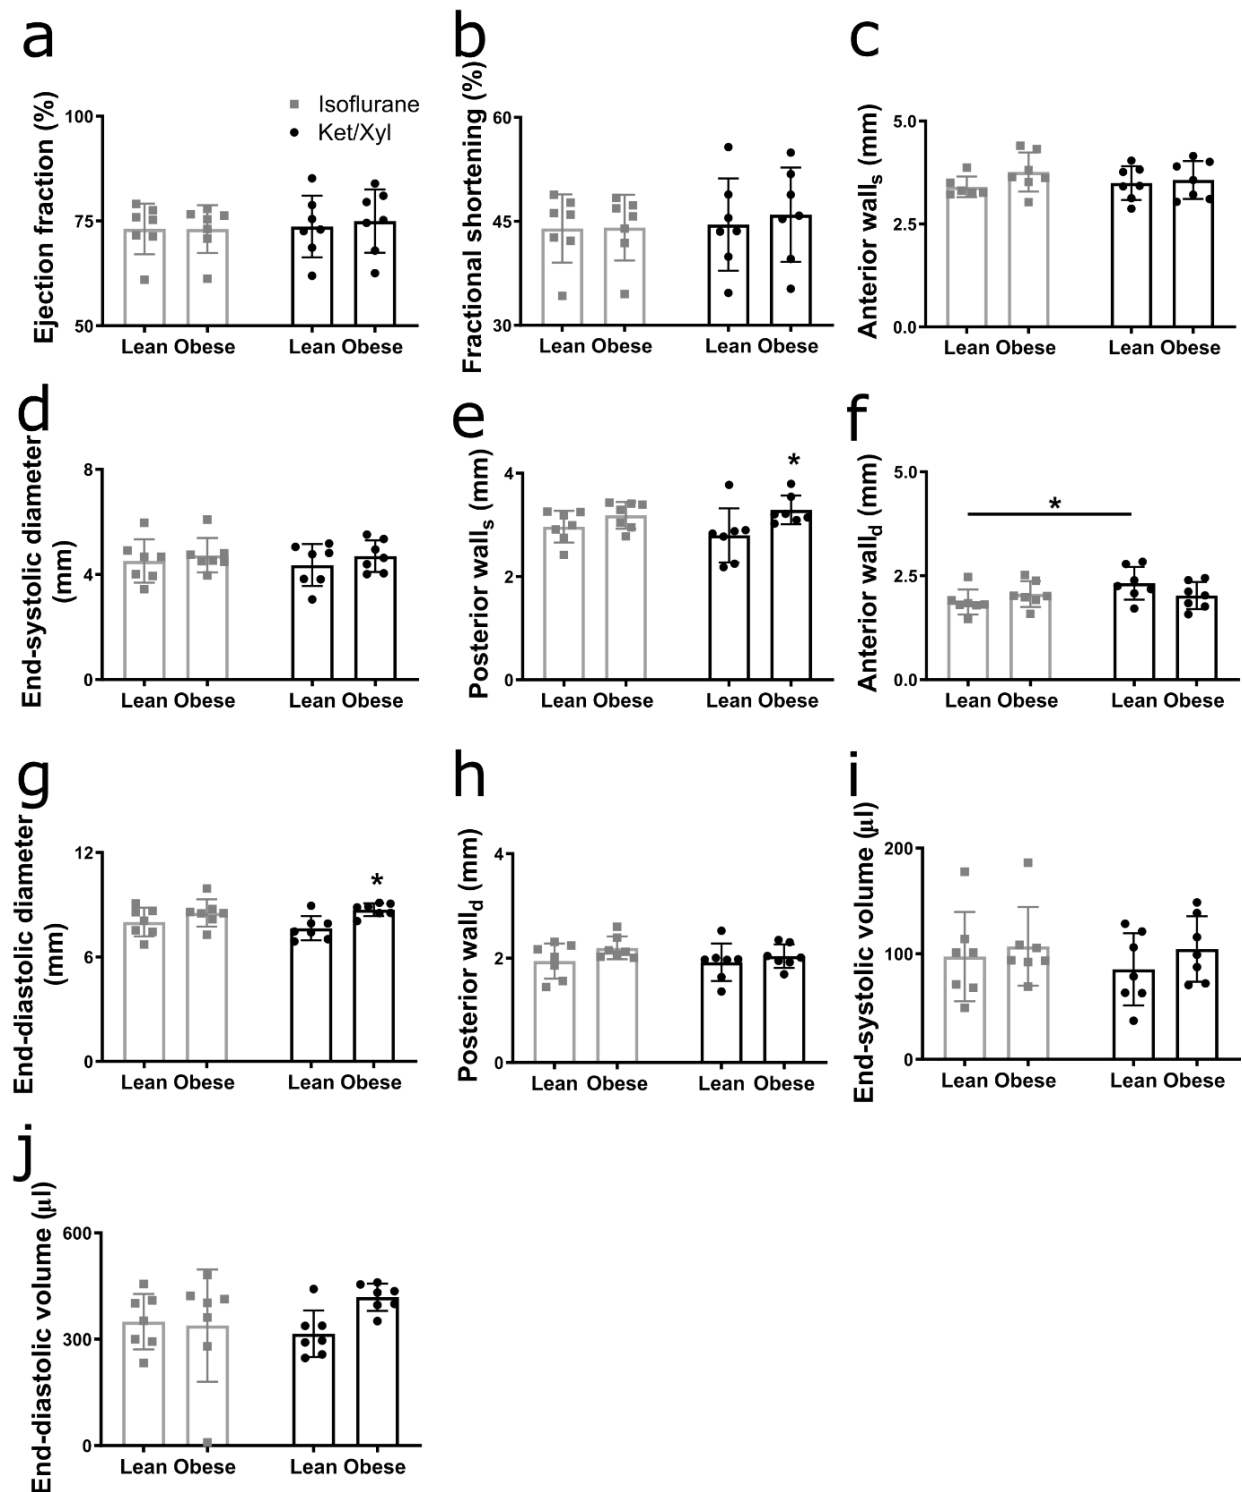 a
Ejection fraction (%)
100
75
50
Isoflurane
Ket/Xyl
Lean Obese
Lean Obese
b
Fractional shortening (%)
60
45
30
Lean Obese
Lean Obese
c
Anterior walls (mm)
5.0
2.5
0.0
Lean Obese
Lean Obese
d
End-systolic diameter
(mm)
8
4
0
Lean Obese
Lean Obese
e
Posterior walls (mm)
4
2
0
*
Lean Obese
Lean Obese
f
Anterior walld (mm)
5.0
2.5
0.0
*
Lean Obese
Lean Obese
g
End-diastolic diameter
(mm)
12
6
0
*
Lean Obese
Lean Obese
h
Posterior walld (mm)
4
2
0
Lean Obese
Lean Obese
i
End-systolic volume (µl)
200
100
0
Lean Obese
Lean Obese
j
End-diastolic volume (µl)
600
300
0
Lean Obese
Lean Obese